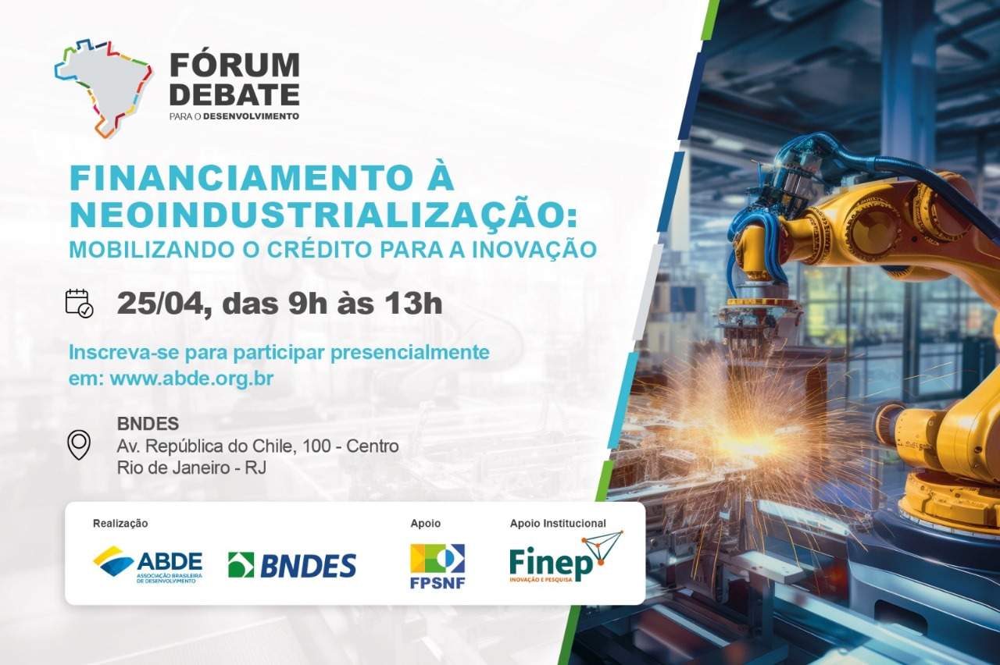 FÓRUM
DEBATE
PARA O DESENVOLVIMENTO
FINANCIAMENTO À
NEOINDUSTRIALIZAÇÃO:
MOBILIZANDO O CRÉDITO PARA A INOVAÇÃO
25/04, das 9h às 13h
Inscreva-se para participar presencialmente
em: www.abde.org.br
BNDES
Av. República do Chile, 100 - Centro
Rio de Janeiro - RJ
Realização
ABDE
ASSOCIAÇÃO BRASILEIRA
DE DESENVOLVIMENTO
BNDES
Apoio
FPSNF
Apoio Institucional
Finep
INOVAÇÃO E PESQUISA